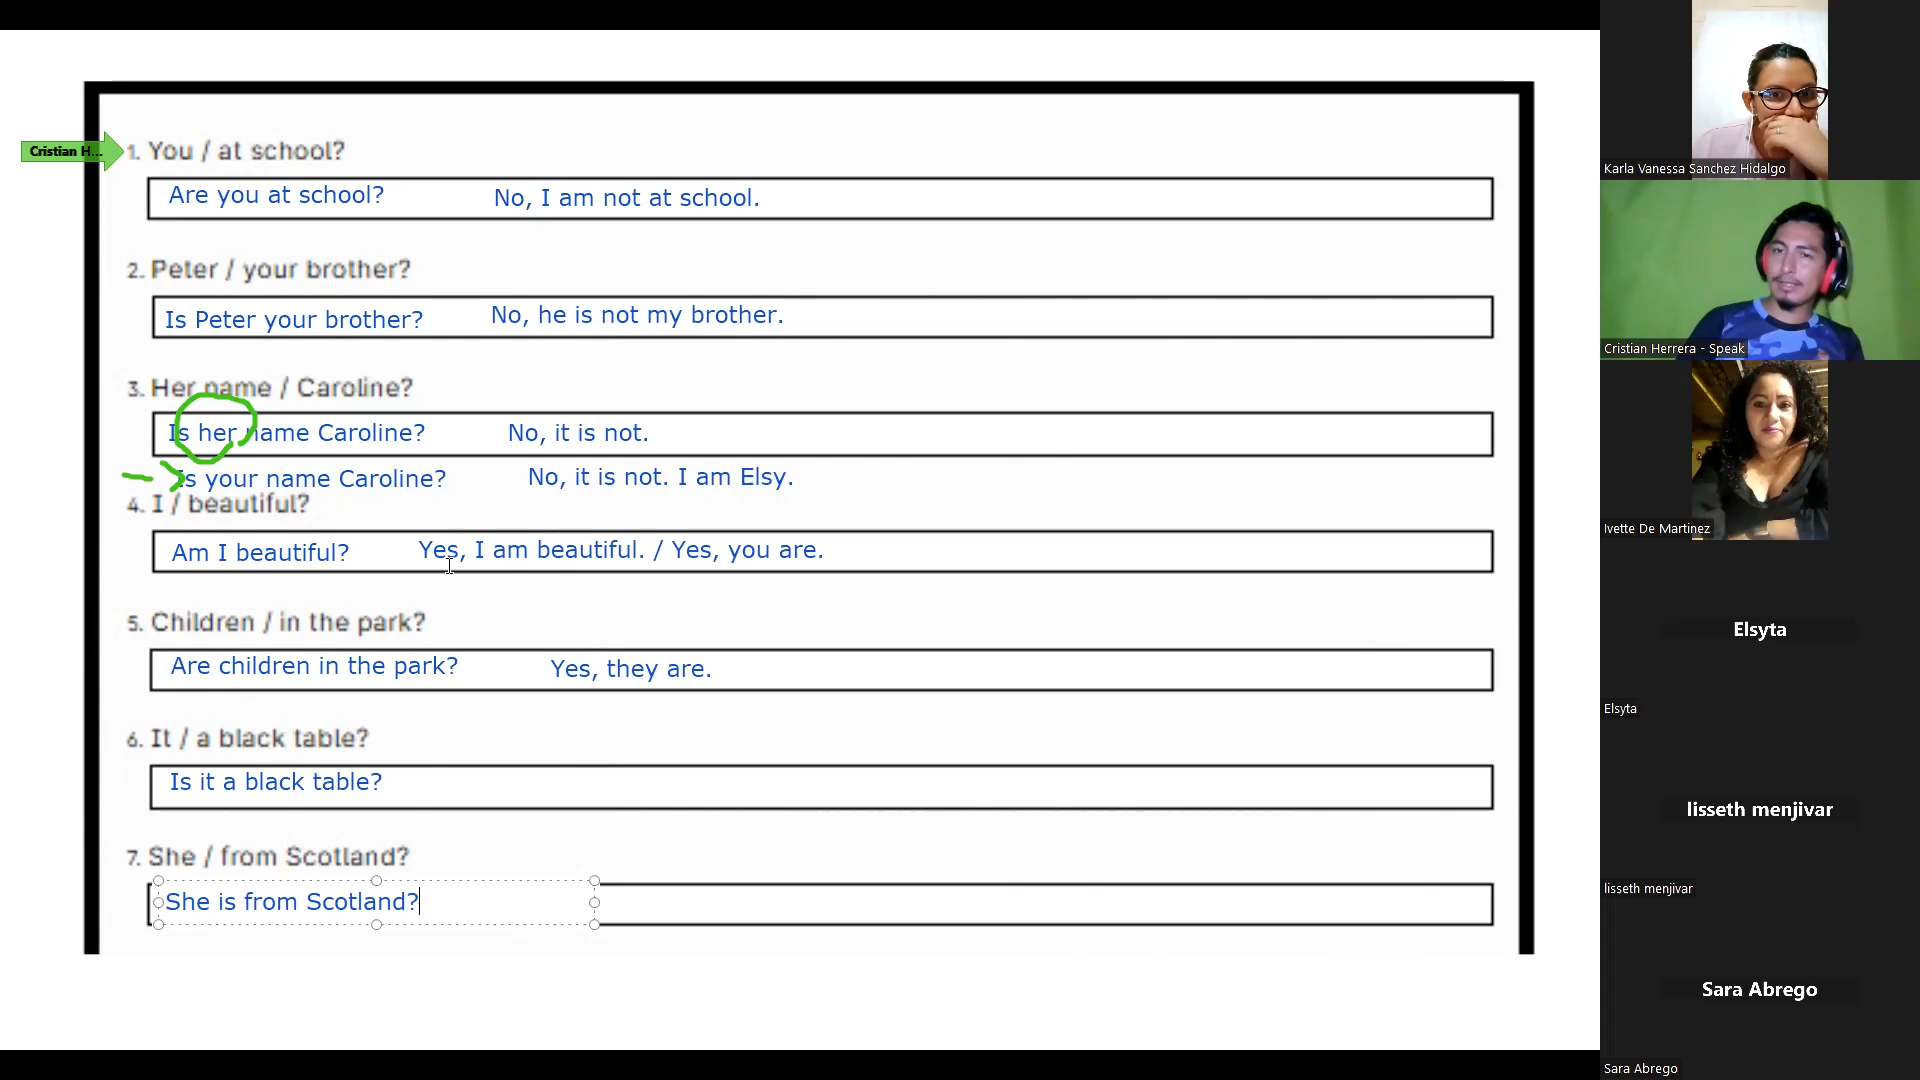 Cristian H...
1. You / at school?
Are you at school? No, I am not at school.
2. Peter / your brother?
Is Peter your brother? No, he is not my brother.
3. Her name / Caroline?
Is her name Caroline? No, it is not.
Is your name Caroline? No, it is not. I am Elsy.
4. I / beautiful?
Am I beautiful? Yes, I am beautiful. / Yes, you are.
5. Children / in the park?
Are children in the park? Yes, they are.
6. It / a black table?
Is it a black table?
7. She / from Scotland?
She is from Scotland?
Karla Vanessa Sanchez Hidalgo
Cristian Herrera - Speak
Ivette De Martinez
Elsyta
Elsyta
lisseth menjivar
lisseth menjivar
Sara Abrego
Sara Abrego